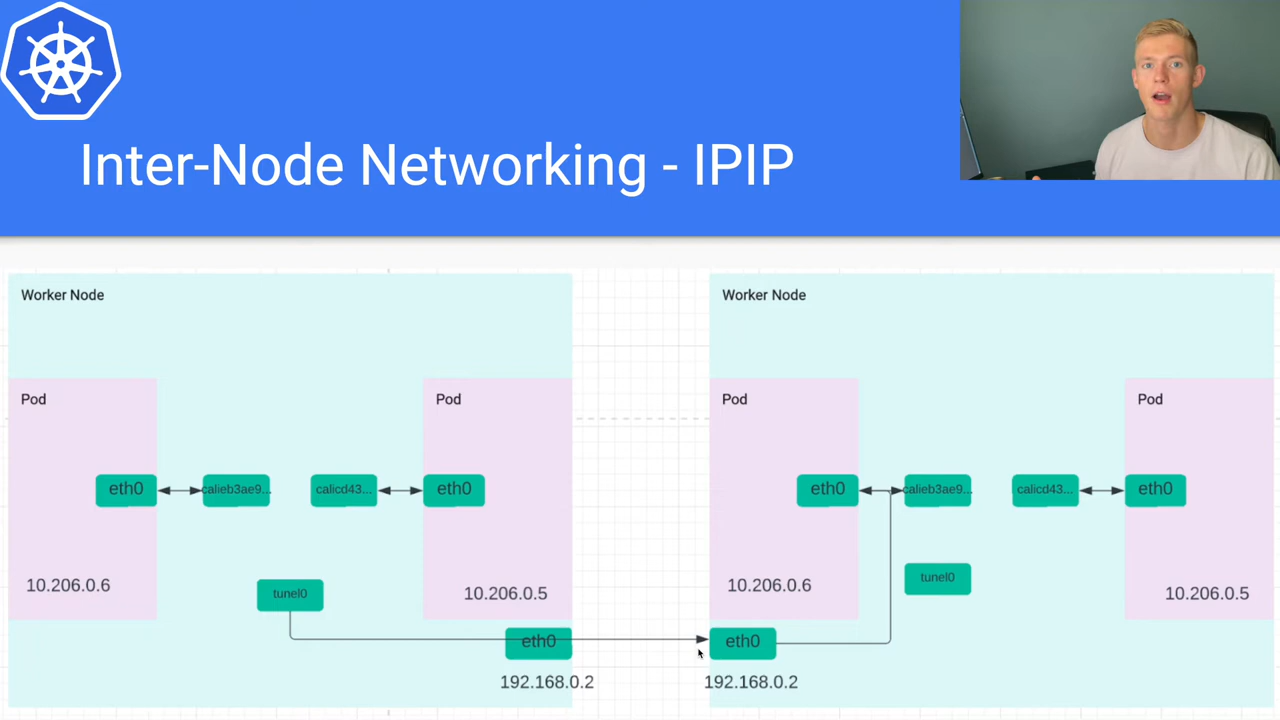 Inter-Node Networking - IPIP
Worker Node
Pod
Pod
eth0
calieb3ae9...
calicd43...
eth0
10.206.0.6
tunel0
10.206.0.5
eth0
192.168.0.2
Worker Node
Pod
Pod
eth0
calieb3ae9...
calicd43...
eth0
tunel0
10.206.0.6
10.206.0.5
eth0
192.168.0.2